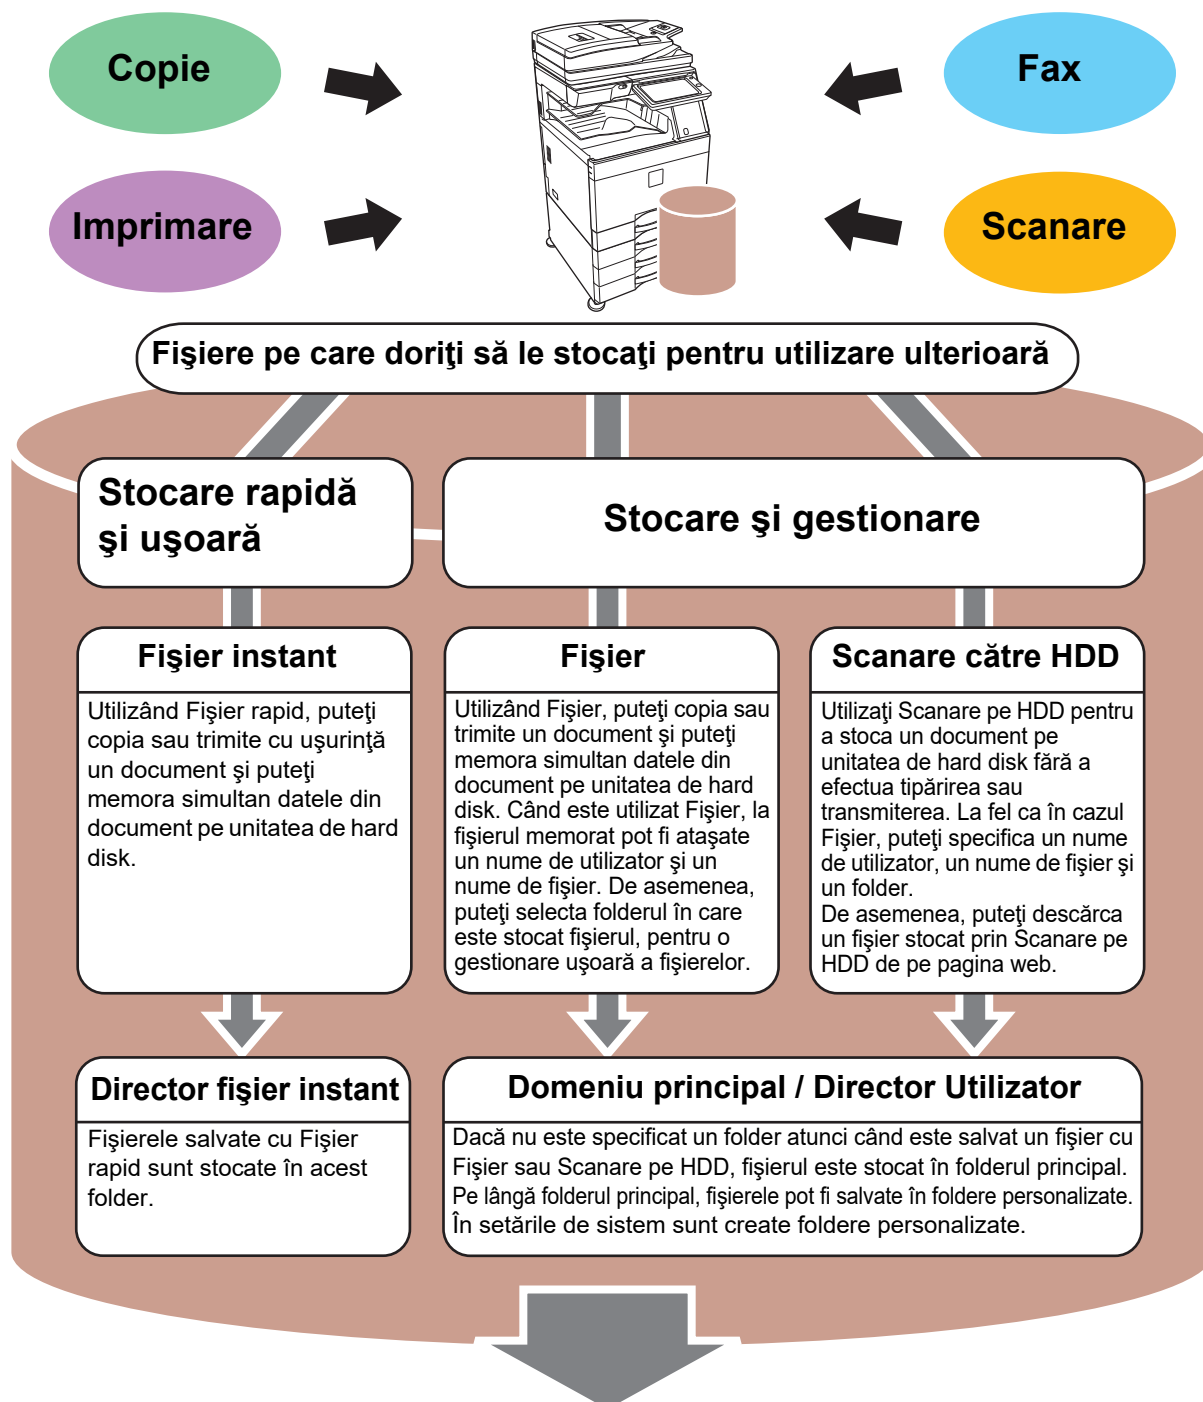 Copie
Fax
Imprimare
Scanare
Fişiere pe care doriţi să le stocaţi pentru utilizare ulterioară
Stocare rapidă
şi uşoară
Stocare şi gestionare
Fişier instant
Utilizând Fişier rapid, puteţi
copia sau trimite cu uşurinţă
un document şi puteţi
memora simultan datele din
document pe unitatea de hard
disk.
Fişier
Utilizând Fişier, puteţi copia sau
trimite un document şi puteţi
memora simultan datele din
document pe unitatea de hard
disk. Când este utilizat Fişier, la
fişierul memorat pot fi ataşate
un nume de utilizator şi un
nume de fişier. De asemenea,
puteţi selecta folderul în care
este stocat fişierul, pentru o
gestionare uşoară a fişierelor.
Scanare către HDD
Utilizaţi Scanare pe HDD pentru
a stoca un document pe
unitatea de hard disk fără a
efectua tipărirea sau
transmiterea. La fel ca în cazul
Fişier, puteţi specifica un nume
de utilizator, un nume de fişier şi
un folder.
De asemenea, puteţi descărca
un fişier stocat prin Scanare pe
HDD de pe pagina web.
Director fişier instant
Fişierele salvate cu Fişier
rapid sunt stocate în acest
folder.
Domeniu principal / Director Utilizator
Dacă nu este specificat un folder atunci când este salvat un fişier cu
Fişier sau Scanare pe HDD, fişierul este stocat în folderul principal.
Pe lângă folderul principal, fişierele pot fi salvate în foldere personalizate.
În setările de sistem sunt create foldere personalizate.